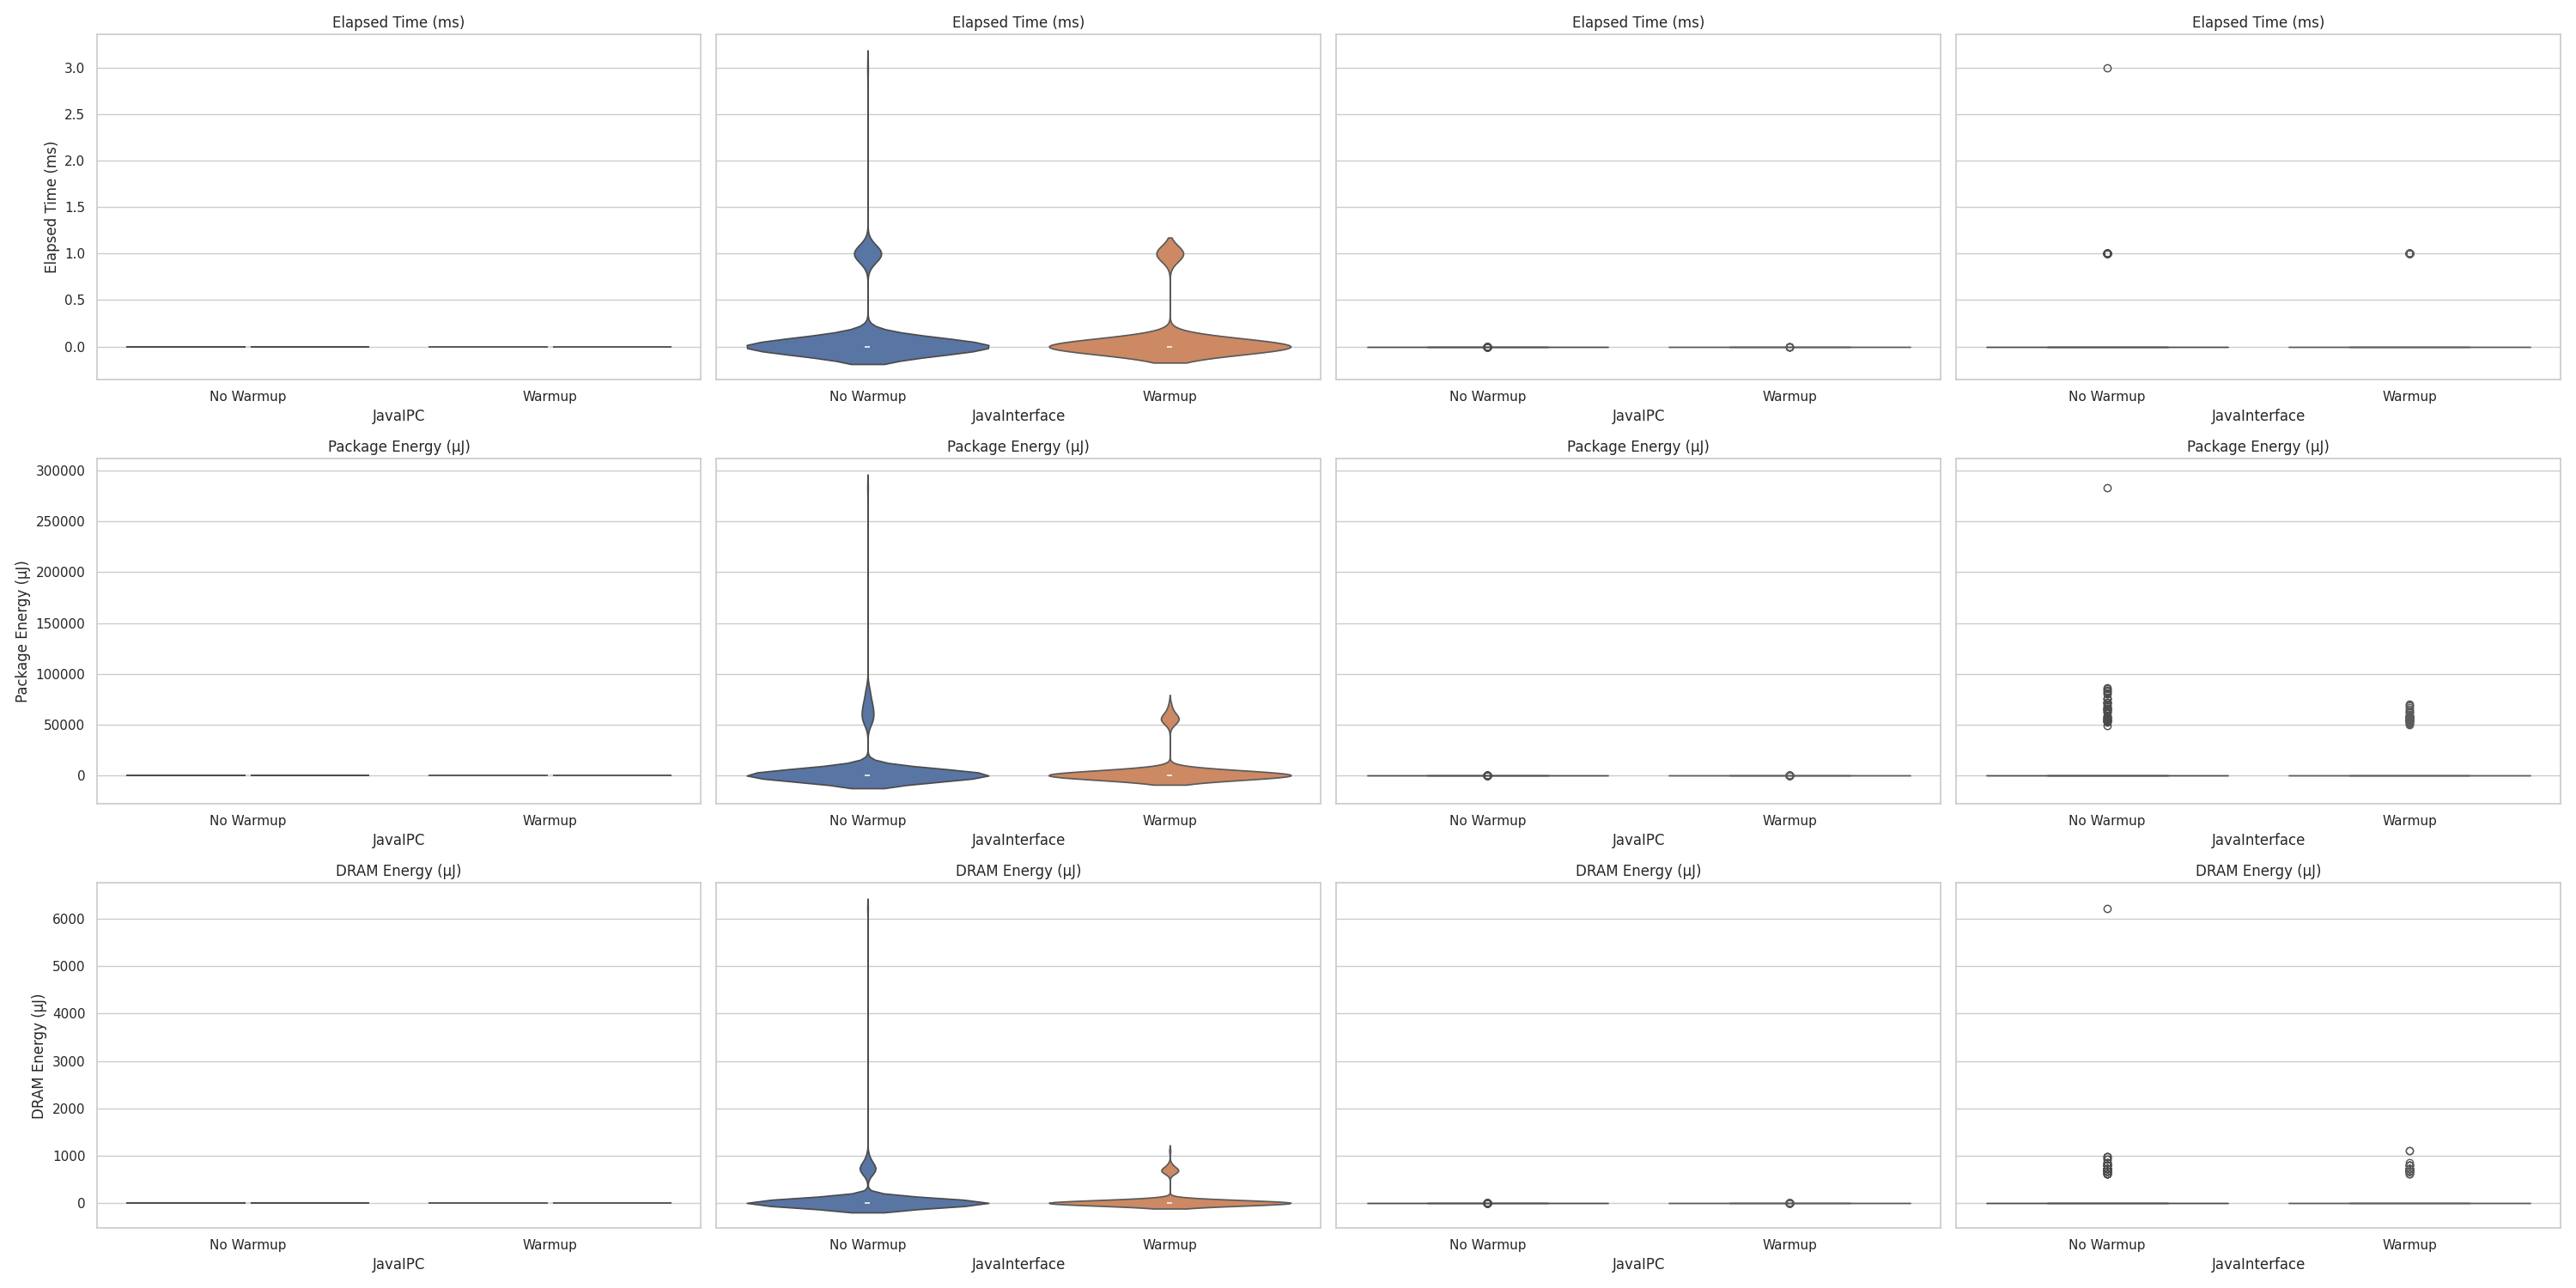 Elapsed Time (ms)
Elapsed Time (ms)
Elapsed Time (ms)
Elapsed Time (ms)
Elapsed Time (ms)
3.0
2.5
2.0
1.5
1.0
0.5
0.0
No Warmup Warmup
JavaIPC
No Warmup Warmup
JavaInterface
No Warmup Warmup
JavaIPC
No Warmup Warmup
JavaInterface
Package Energy (μJ)
Package Energy (μJ)
Package Energy (μJ)
Package Energy (μJ)
Package Energy (μJ)
300000
250000
200000
150000
100000
50000
0
No Warmup Warmup
JavaIPC
No Warmup Warmup
JavaInterface
No Warmup Warmup
JavaIPC
No Warmup Warmup
JavaInterface
DRAM Energy (μJ)
DRAM Energy (μJ)
DRAM Energy (μJ)
DRAM Energy (μJ)
DRAM Energy (μJ)
6000
5000
4000
3000
2000
1000
0
No Warmup Warmup
JavaIPC
No Warmup Warmup
JavaInterface
No Warmup Warmup
JavaIPC
No Warmup Warmup
JavaInterface